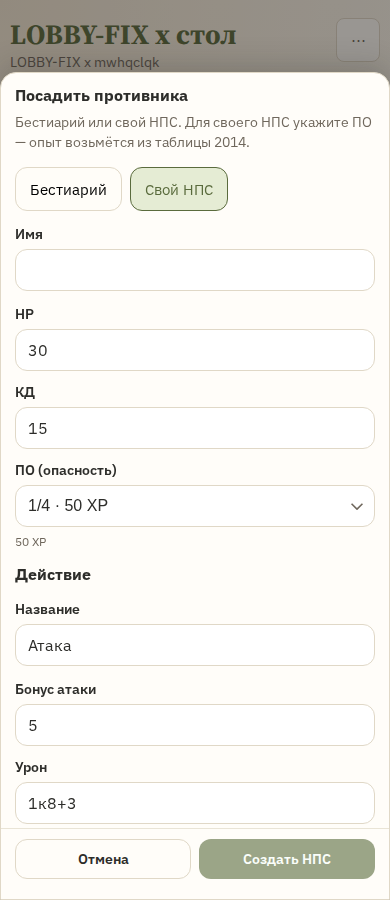 LOBBY-FIX x стол
...
LOBBY-FIX x mwhqclqk
Посадить противника
Бестиарий или свой НПС. Для своего НПС укажите ПО
— опыт возьмётся из таблицы 2014.
Бестиарий
Свой НПС
Имя
HP
30
КД
15
ПО (опасность)
1/4 · 50 XP
50 XP
Действие
Название
Атака
Бонус атаки
5
Урон
1к8+3
Отмена
Создать НПС